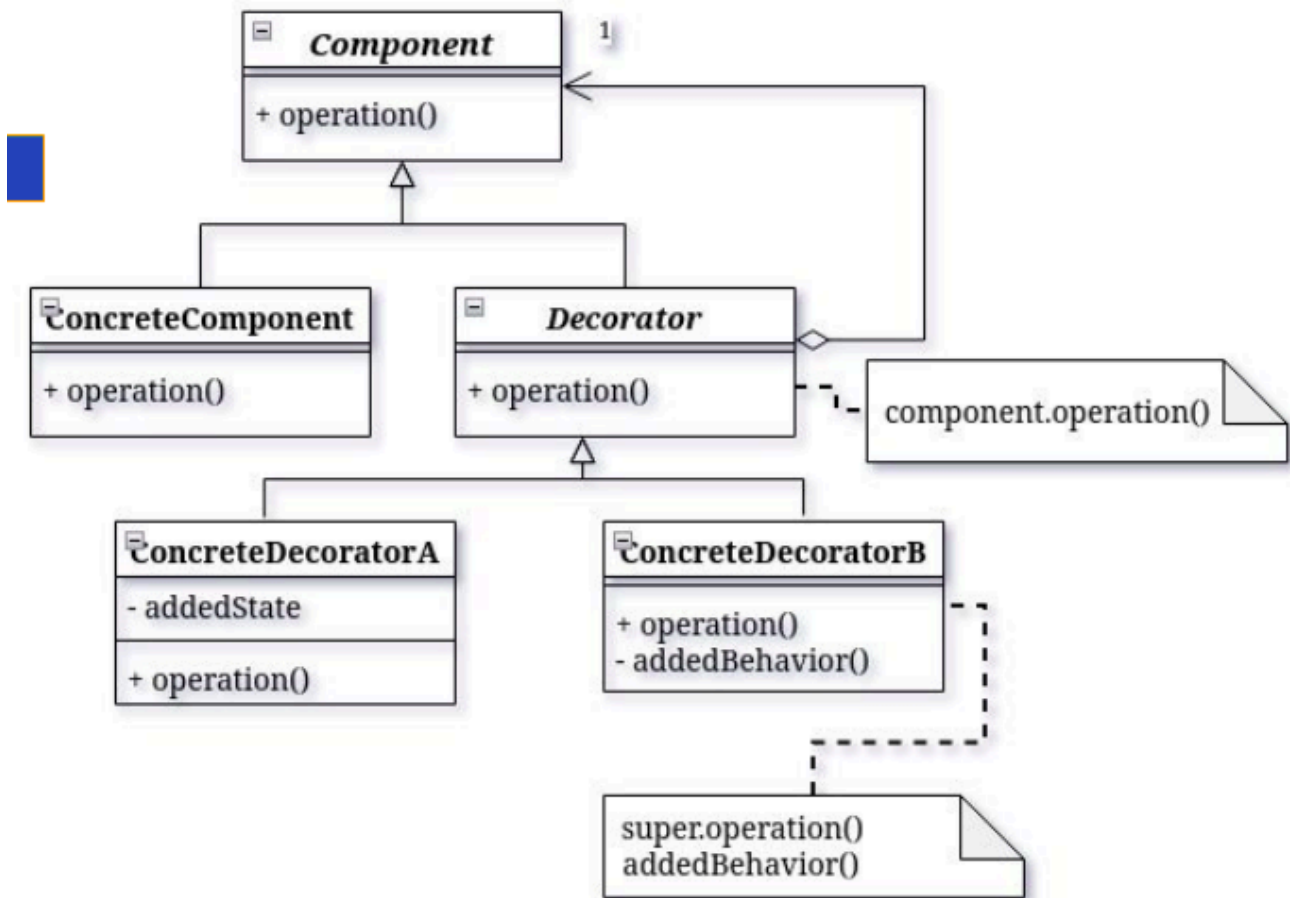 Component
1
+ operation()
ConcreteComponent
+ operation()
Decorator
+ operation()
component.operation()
ConcreteDecoratorA
- addedState
+ operation()
ConcreteDecoratorB
+ operation()
- addedBehavior()
super.operation()
addedBehavior()